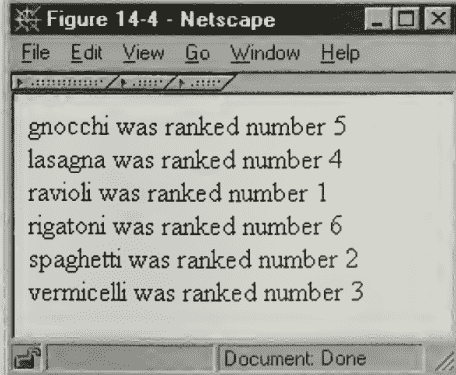 Figure 14-4 - Netscape
File Edit View Go Window Help
gnocchi was ranked number 5
lasagna was ranked number 4
ravioli was ranked number 1
rigatoni was ranked number 6
spaghetti was ranked number 2
vermicelli was ranked number 3
Document: Done